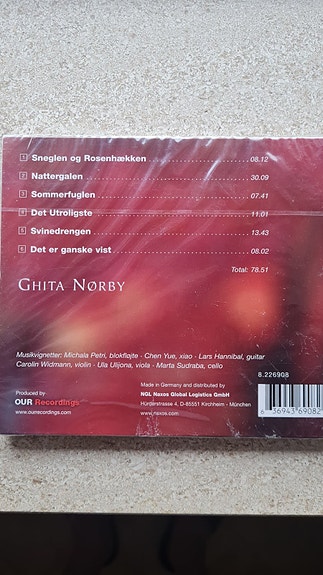 1 Sneglen og Rosenhækken 08.12
2 Nattergalen 30.09
3 Sommerfuglen 07.41
4 Det Utroligste 11.01
5 Svinedrengen 13.43
6 Det er ganske vist 08.02
Total: 78.51
GHITA NØRBY
Musikvignetter: Michala Petri, blokfløjte · Chen Yue, xiao · Lars Hannibal, guitar
Carolin Widmann, violin · Ula Ulijona, viola · Marta Sudraba, cello
8.226908
Produced by:
OUR Recordings
www.ourrecordings.com
Made in Germany and distributed by
NGL Naxos Global Logistics GmbH
Hürderstrasse 4, D-85551 Kirchheim - München
www.naxos.com
6 36943 69082